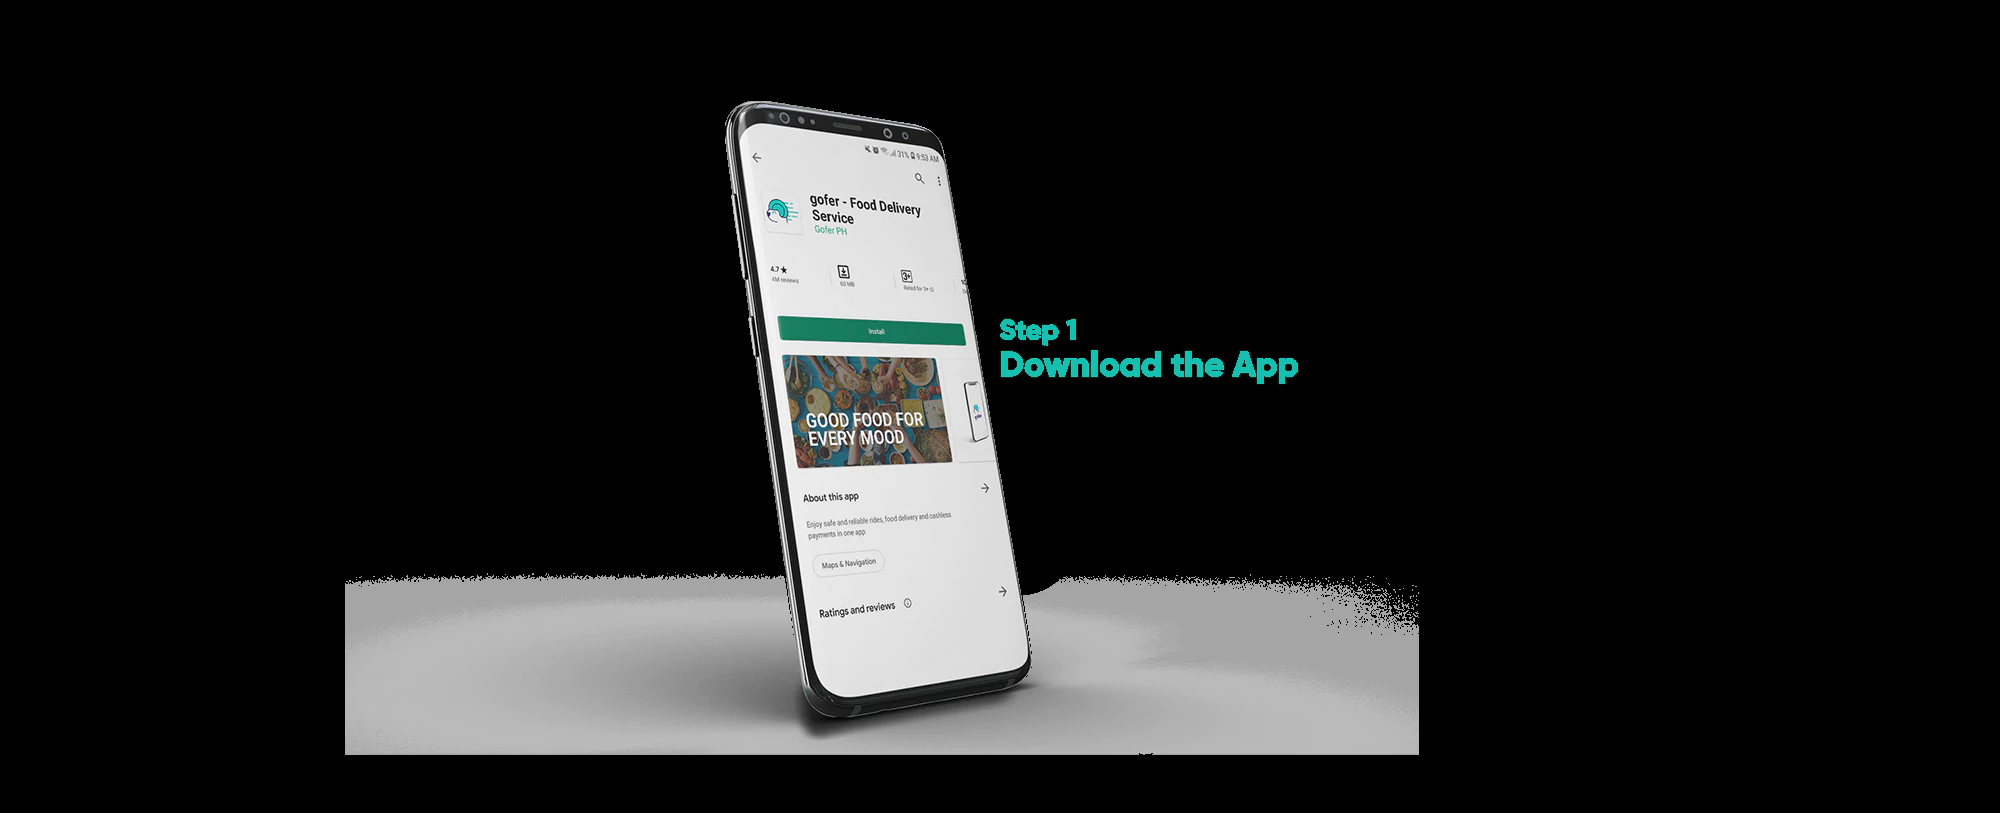 31% 9:53 AM
gofer - Food Delivery
Service
Gofer PH
4.7★
4M reviews
60 MB
3+
Rated for 3+
Install
GOOD FOOD FOR
EVERY MOOD
gofer
About this app
Enjoy safe and reliable rides, food delivery and cashless
payments in one app
Maps & Navigation
Ratings and reviews
Step 1
Download the App